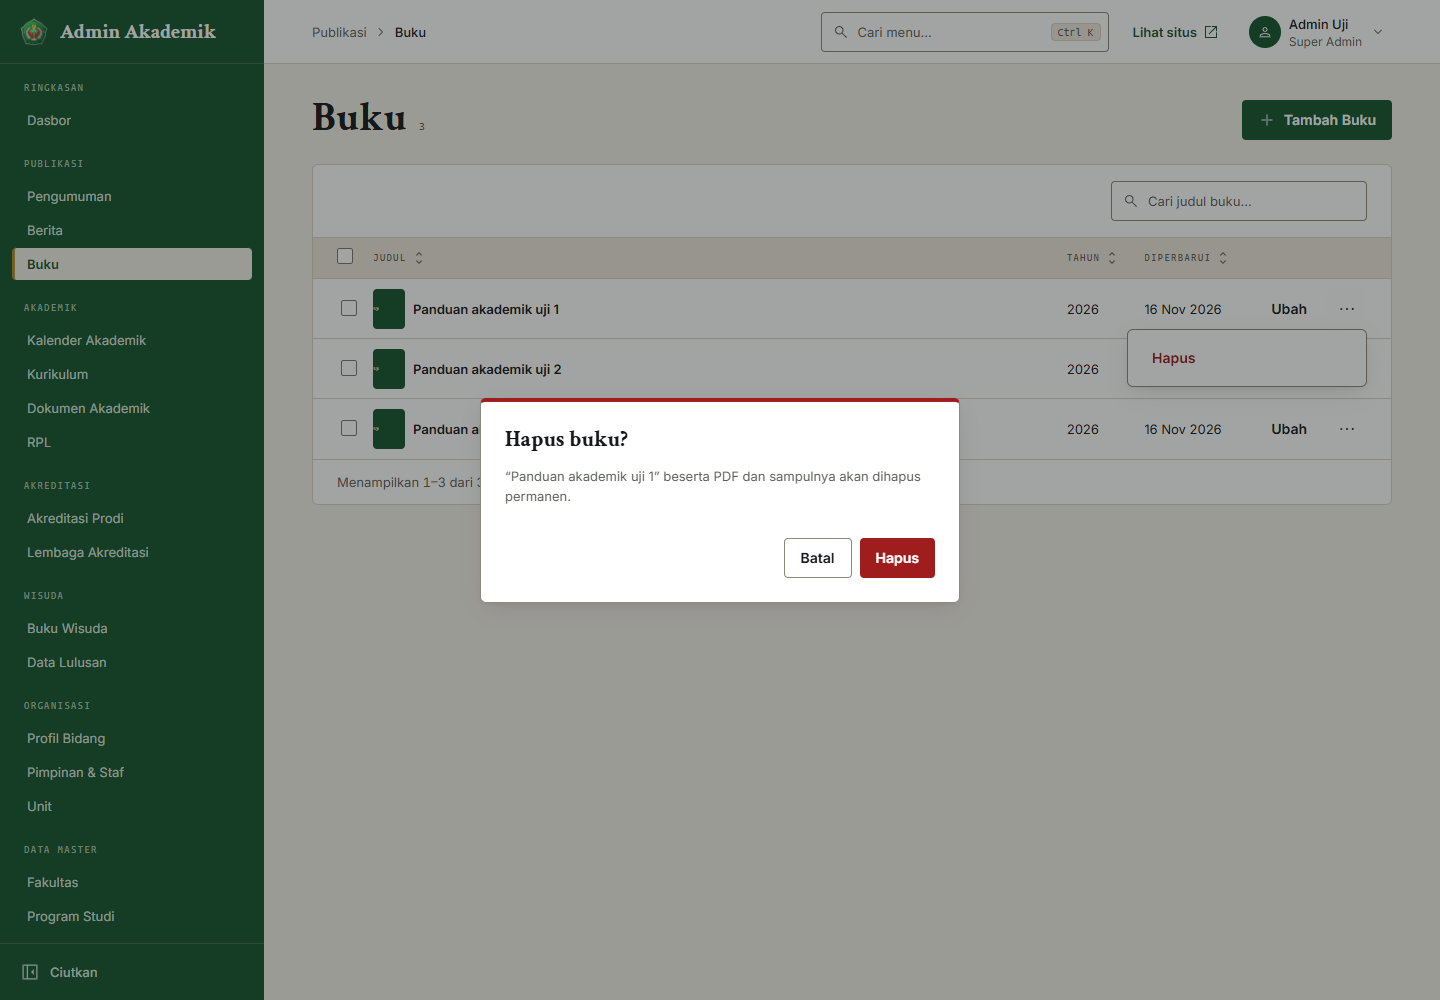 Admin Akademik
RINGKASAN
Dasbor
PUBLIKASI
Pengumuman
Berita
Buku
AKADEMIK
Kalender Akademik
Kurikulum
Dokumen Akademik
RPL
AKREDITASI
Akreditasi Prodi
Lembaga Akreditasi
WISUDA
Buku Wisuda
Data Lulusan
ORGANISASI
Profil Bidang
Pimpinan & Staf
Unit
DATA MASTER
Fakultas
Program Studi
Ciutkan
Publikasi > Buku
Cari menu... Ctrl K
Lihat situs
Admin Uji
Super Admin
Buku 3
+ Tambah Buku
Cari judul buku...
JUDUL TAHUN DIPERBARUI
Panduan akademik uji 1 2026 16 Nov 2026 Ubah ...
Hapus
Panduan akademik uji 2 2026
Panduan a 2026 16 Nov 2026 Ubah ...
Menampilkan 1–3 dari
Hapus buku?
“Panduan akademik uji 1” beserta PDF dan sampulnya akan dihapus
permanen.
Batal
Hapus